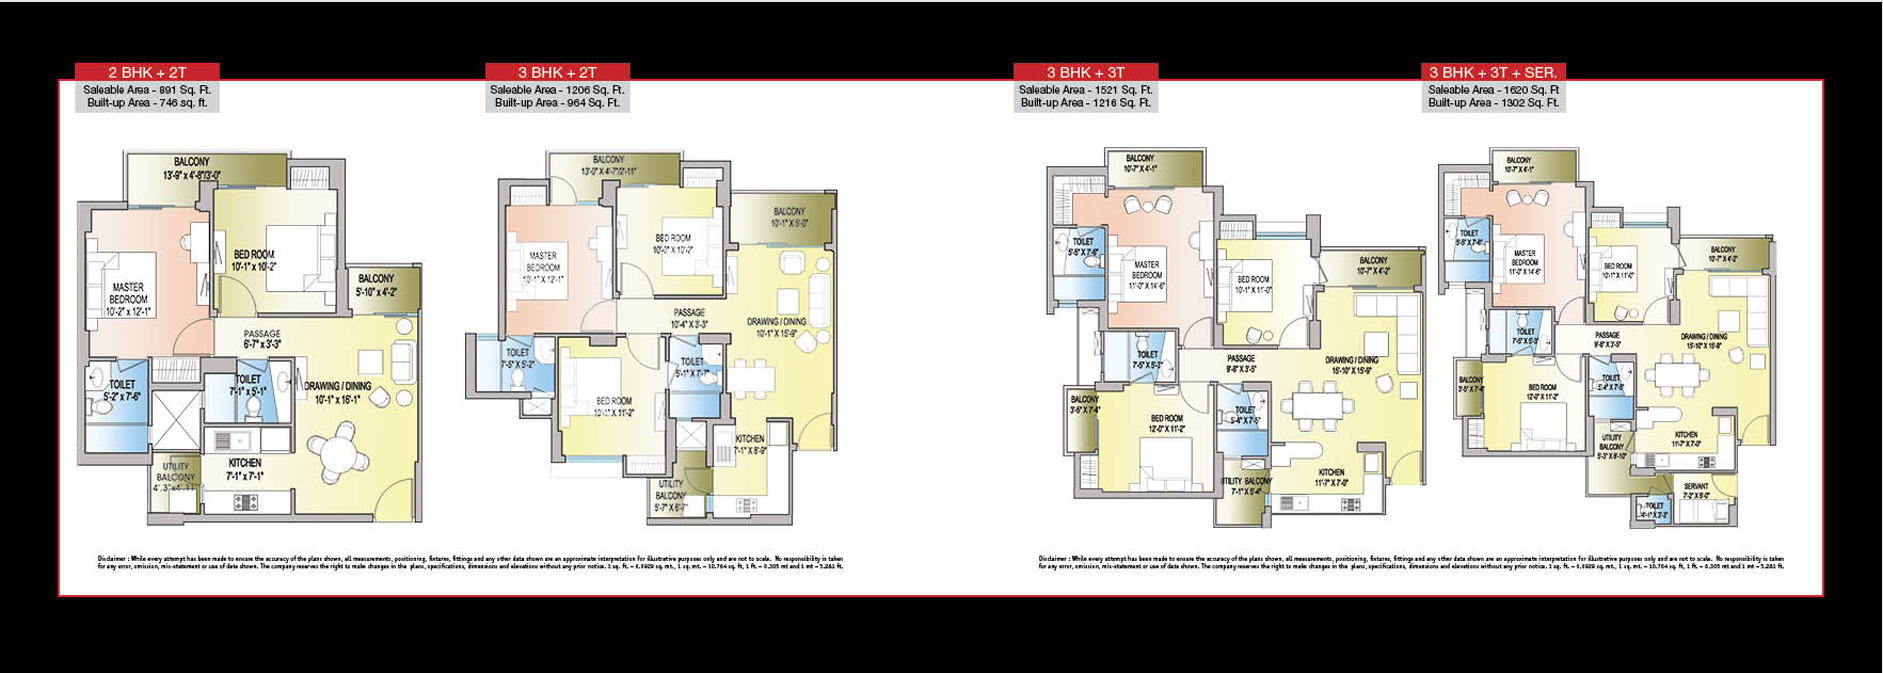 2 BHK + 2T
Saleable Area - 891 Sq. Ft.
Built-up Area - 746 sq. ft.
BALCONY
13'-9" x 4'-8"/3'-0"
BED ROOM
10'-1" x 10'-2"
MASTER
BEDROOM
10'-2" x 12'-1"
BALCONY
5'-10" x 4'-2"
PASSAGE
6'-7" x 3'-3"
TOILET
5'-2" x 7'-6"
TOILET
7'-1" x 5'-1"
DRAWING / DINING
10'-1" x 16'-1"
UTILITY
BALCONY
KITCHEN
7'-1" x 7'-1"
3 BHK + 2T
Saleable Area - 1206 Sq. Ft.
Built-up Area - 964 Sq. Ft.
BALCONY
13'-0" X 4'-7"/2'-11"
BALCONY
10'-1" X 5'-0"
BED ROOM
10'-0" X 10'-2"
MASTER
BEDROOM
10'-1" X 12'-1"
PASSAGE
10'-4" X 3'-3"
DRAWING / DINING
10'-1" X 15'-9"
TOILET
7'-5" X 5'-2"
TOILET
5'-1" X 7'-7"
BED ROOM
10'-1" X 11'-2"
KITCHEN
7'-1" X 8'-9"
UTILITY
BALCONY
5'-7" X 6'-7"
Disclaimer : While every attempt has been made to ensure the accuracy of the plans shown, all measurements, positioning, fixtures, fittings and any other data shown are an approximate interpretation for illustrative purposes only and are not to scale. No responsibility is taken
for any error, omission, mis-statement or use of data shown. The company reserves the right to make changes in the plans, specifications, dimensions and elevations without any prior notice. 1 sq. ft. = 0.0929 sq. mt., 1 sq. mt. = 10.764 sq. ft, 1 ft. = 0.305 mt and 1 mt = 3.281 ft.
3 BHK + 3T
Saleable Area - 1521 Sq. Ft.
Built-up Area - 1216 Sq. Ft.
BALCONY
10'-7" X 4'-1"
TOILET
5'-5" X 7'-6"
MASTER
BEDROOM
11'-0" X 14'-6"
BED ROOM
10'-1" X 11'-0"
BALCONY
10'-7" X 4'-2"
TOILET
7'-5" X 5'-3"
PASSAGE
9'-8" X 3'-5"
DRAWING / DINING
15'-10" X 15'-9"
BALCONY
3'-5" X 7'-4"
BED ROOM
12'-0" X 11'-2"
TOILET
5'-4" X 7'-5"
KITCHEN
11'-7" X 7'-0"
UTILITY BALCONY
7'-1" X 5'-4"
3 BHK + 3T + SER.
Saleable Area - 1620 Sq. Ft
Built-up Area - 1302 Sq. Ft.
BALCONY
10'-7" X 4'-1"
TOILET
5'-5" X 7'-6"
MASTER
BEDROOM
11'-0" X 14'-6"
BED ROOM
10'-1" X 11'-0"
BALCONY
10'-7" X 4'-2"
TOILET
7'-5" X 5'-3"
PASSAGE
9'-8" X 3'-5"
DRAWING / DINING
15'-10" X 15'-9"
BALCONY
3'-5" X 7'-4"
BED ROOM
12'-0" X 11'-2"
TOILET
5'-4" X 7'-5"
UTILITY
BALCONY
5'-3" X 8'-10"
KITCHEN
11'-7" X 7'-0"
SERVANT
7'-2" X 6'-0"
TOILET
4'-1" X 3'-2"
Disclaimer : While every attempt has been made to ensure the accuracy of the plans shown, all measurements, positioning, fixtures, fittings and any other data shown are an approximate interpretation for illustrative purposes only and are not to scale. No responsibility is taken
for any error, omission, mis-statement or use of data shown. The company reserves the right to make changes in the plans, specifications, dimensions and elevations without any prior notice. 1 sq. ft. = 0.0929 sq. mt., 1 sq. mt. = 10.764 sq. ft, 1 ft. = 0.305 mt and 1 mt = 3.281 ft.